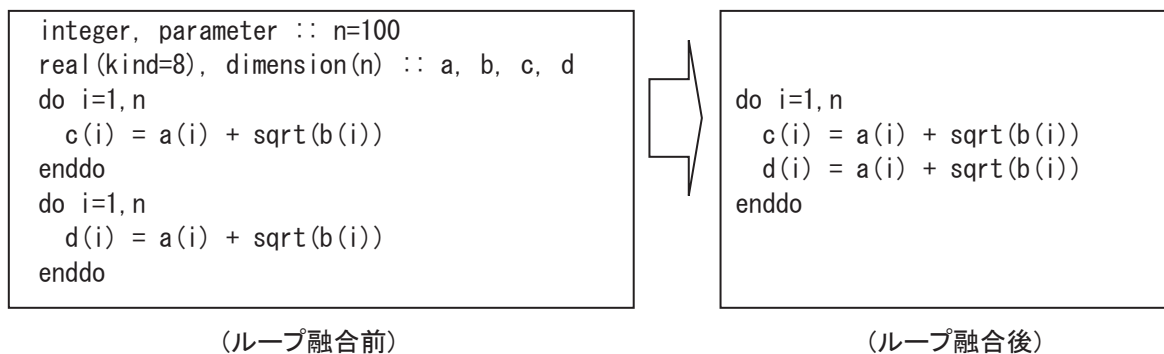 integer, parameter :: n=100
real(kind=8), dimension(n) :: a, b, c, d
do i=1,n
  c(i) = a(i) + sqrt(b(i))
enddo
do i=1,n
  d(i) = a(i) + sqrt(b(i))
enddo
(ループ融合前)
do i=1,n
  c(i) = a(i) + sqrt(b(i))
  d(i) = a(i) + sqrt(b(i))
enddo
(ループ融合後)